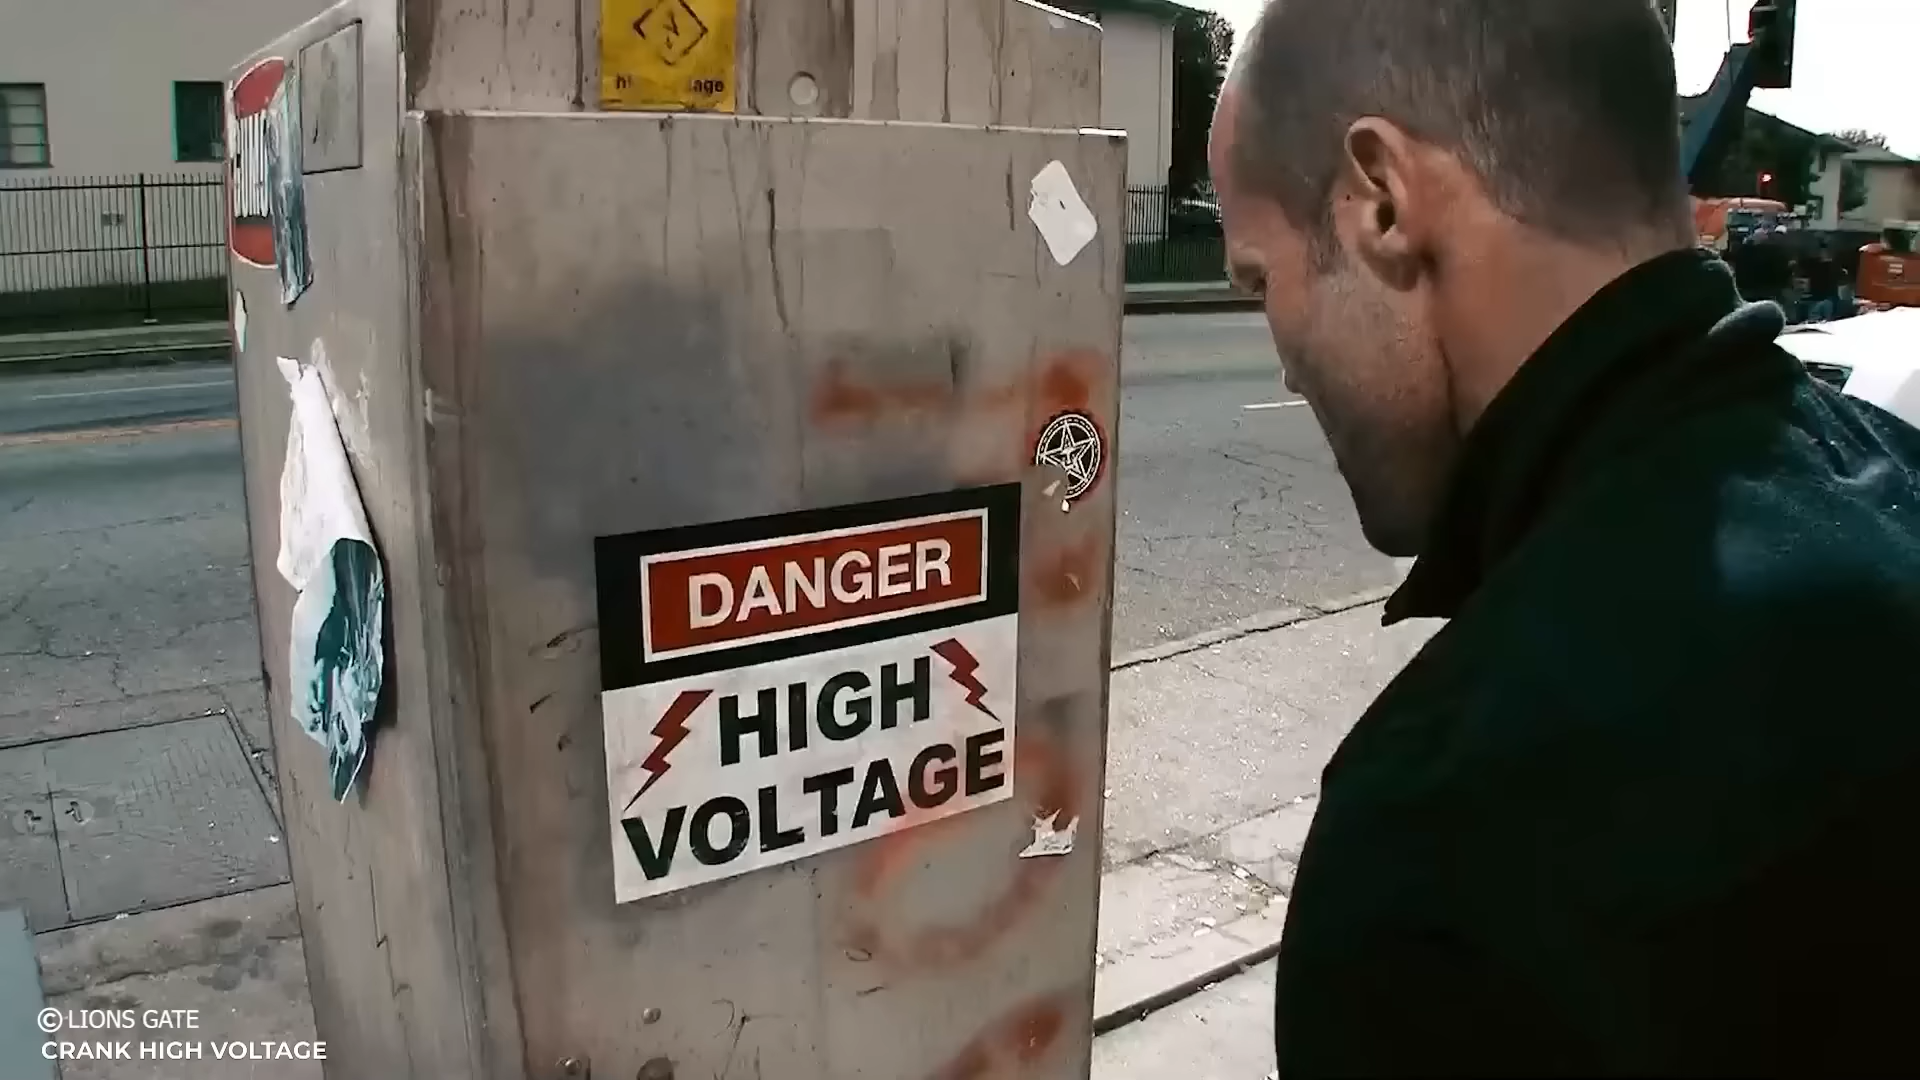 DANGER
HIGH
VOLTAGE
© LIONS GATE
CRANK HIGH VOLTAGE